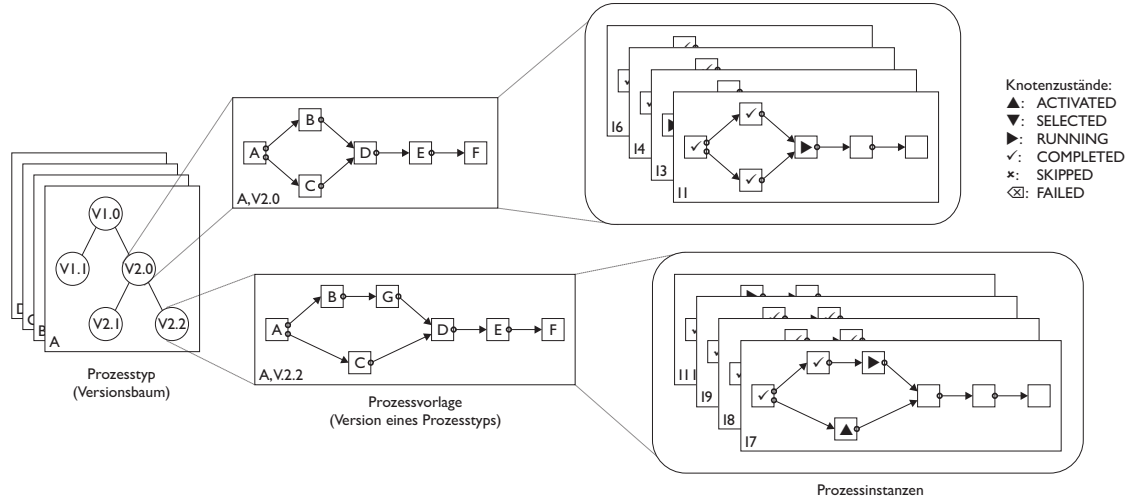 Knotenzustände:
▲: ACTIVATED
▼: SELECTED
▶: RUNNING
✓: COMPLETED
×: SKIPPED
⌫: FAILED
I6
I4
I3
I1
A
B
C
D
E
F
A, V2.0
V1.0
V1.1
V2.0
V2.1
V2.2
D
C
B
A
Prozesstyp
(Versionsbaum)
A
B
G
C
D
E
F
A, V.2.2
Prozessvorlage
(Version eines Prozesstyps)
I11
I9
I8
I7
Prozessinstanzen